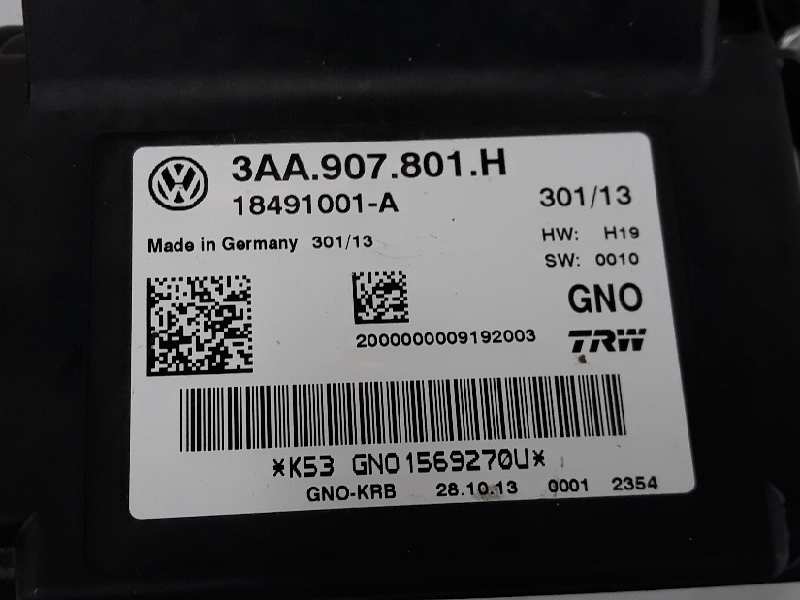 3AA.907.801.H
18491001-A
301/13
Made in Germany 301/13
HW: H19
SW: 0010
GNO
2000000009192003
TRW
*K53 GNO1569270U*
GNO-KRB 28.10.13 0001 2354